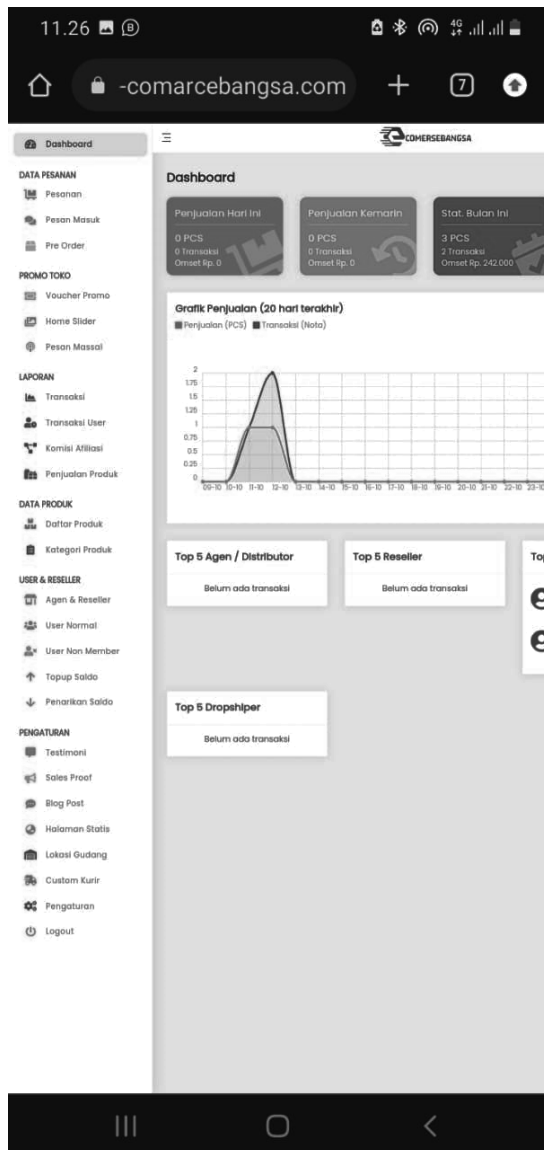 11.26
4G
-comarcebangsa.com
7
Dashboard
DATA PESANAN
Pesanan
Pesan Masuk
Pre Order
PROMO TOKO
Voucher Promo
Home Slider
Pesan Massal
LAPORAN
Transaksi
Transaksi User
Komisi Afiliasi
Penjualan Produk
DATA PRODUK
Daftar Produk
Kategori Produk
USER & RESELLER
Agen & Reseller
User Normal
User Non Member
Topup Saldo
Penarikan Saldo
PENGATURAN
Testimoni
Sales Proof
Blog Post
Halaman Statis
Lokasi Gudang
Custom Kurir
Pengaturan
Logout
COMERSEBANGSA
Dashboard
Penjualan Hari Ini
0 PCS
0 Transaksi
Omset Rp. 0
Penjualan Kemarin
0 PCS
0 Transaksi
Omset Rp. 0
Stat. Bulan Ini
3 PCS
2 Transaksi
Omset Rp. 242.000
Grafik Penjualan (20 hari terakhir)
Penjualan (PCS) Transaksi (Nota)
2
1.75
1.5
1.25
1
0.75
0.5
0.25
0
09-10 10-10 11-10 12-10 13-10 14-10 15-10 16-10 17-10 18-10 19-10 20-10 21-10 22-10 23-10
Top 5 Agen / Distributor
Belum ada transaksi
Top 5 Reseller
Belum ada transaksi
To
Top 5 Dropshiper
Belum ada transaksi